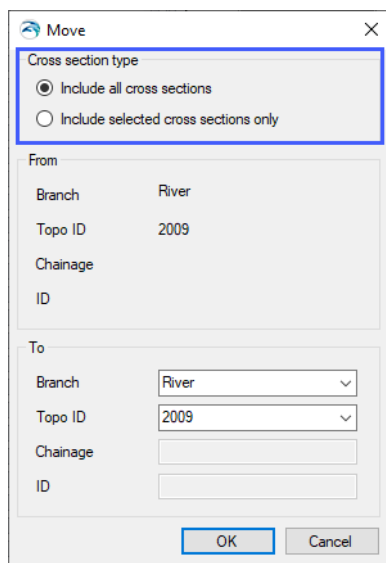 Move
Cross section type
Include all cross sections
Include selected cross sections only
From
Branch River
Topo ID 2009
Chainage
ID
To
Branch River
Topo ID 2009
Chainage
ID
OK Cancel